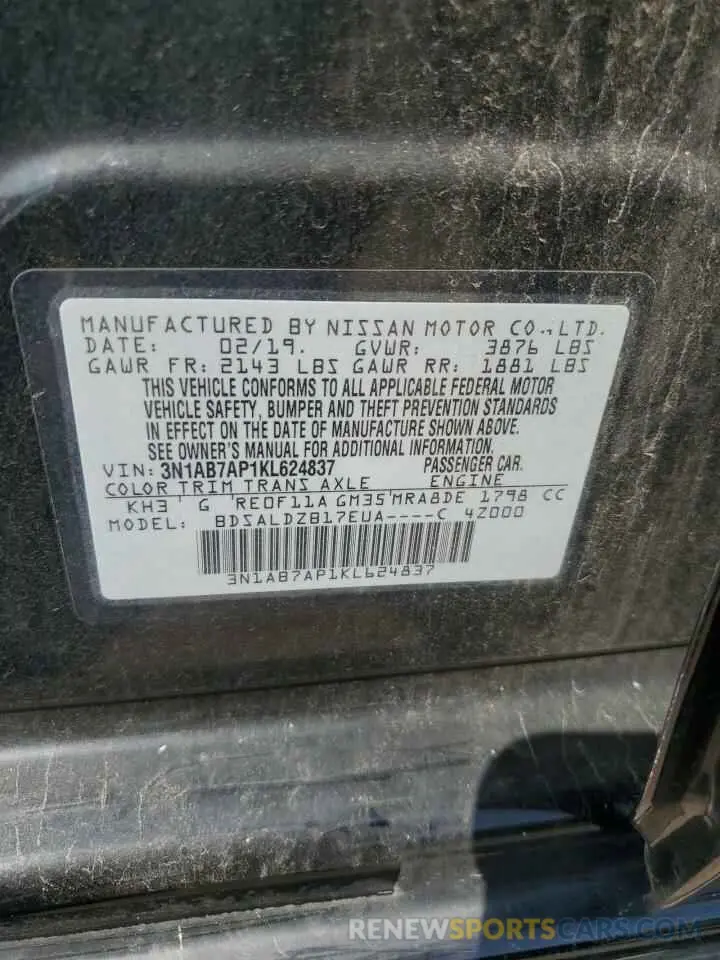 MANUFACTURED BY NISSAN MOTOR CO.,LTD.
DATE: 02/19. GVWR: 3876 LBS
GAWR FR: 2143 LBS GAWR RR: 1881 LBS
THIS VEHICLE CONFORMS TO ALL APPLICABLE FEDERAL MOTOR
VEHICLE SAFETY, BUMPER AND THEFT PREVENTION STANDARDS
IN EFFECT ON THE DATE OF MANUFACTURE SHOWN ABOVE.
SEE OWNER'S MANUAL FOR ADDITIONAL INFORMATION.
VIN: 3N1AB7AP1KL624837 PASSENGER CAR.
COLOR TRIM TRANS AXLE ENGINE
KH3 G RE0F11A GM35 MRA8DE 1798 CC
MODEL: BDSALDZB17EUA----C 4Z000
3N1AB7AP1KL624837
RENEWSPORTSCARS.COM